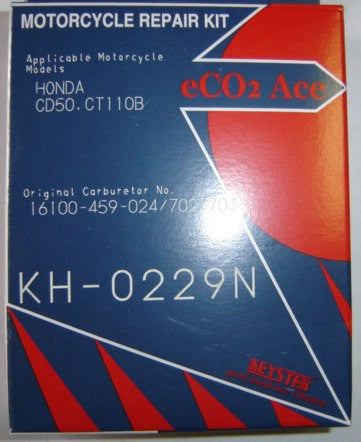 MOTORCYCLE REPAIR KIT
Applicable Motorcycle
Models
HONDA
CD50.CT110B
eCO2 Ace
Original Carburetor No.
16100-459-024/702/703
KH-0229N
KEYSTER